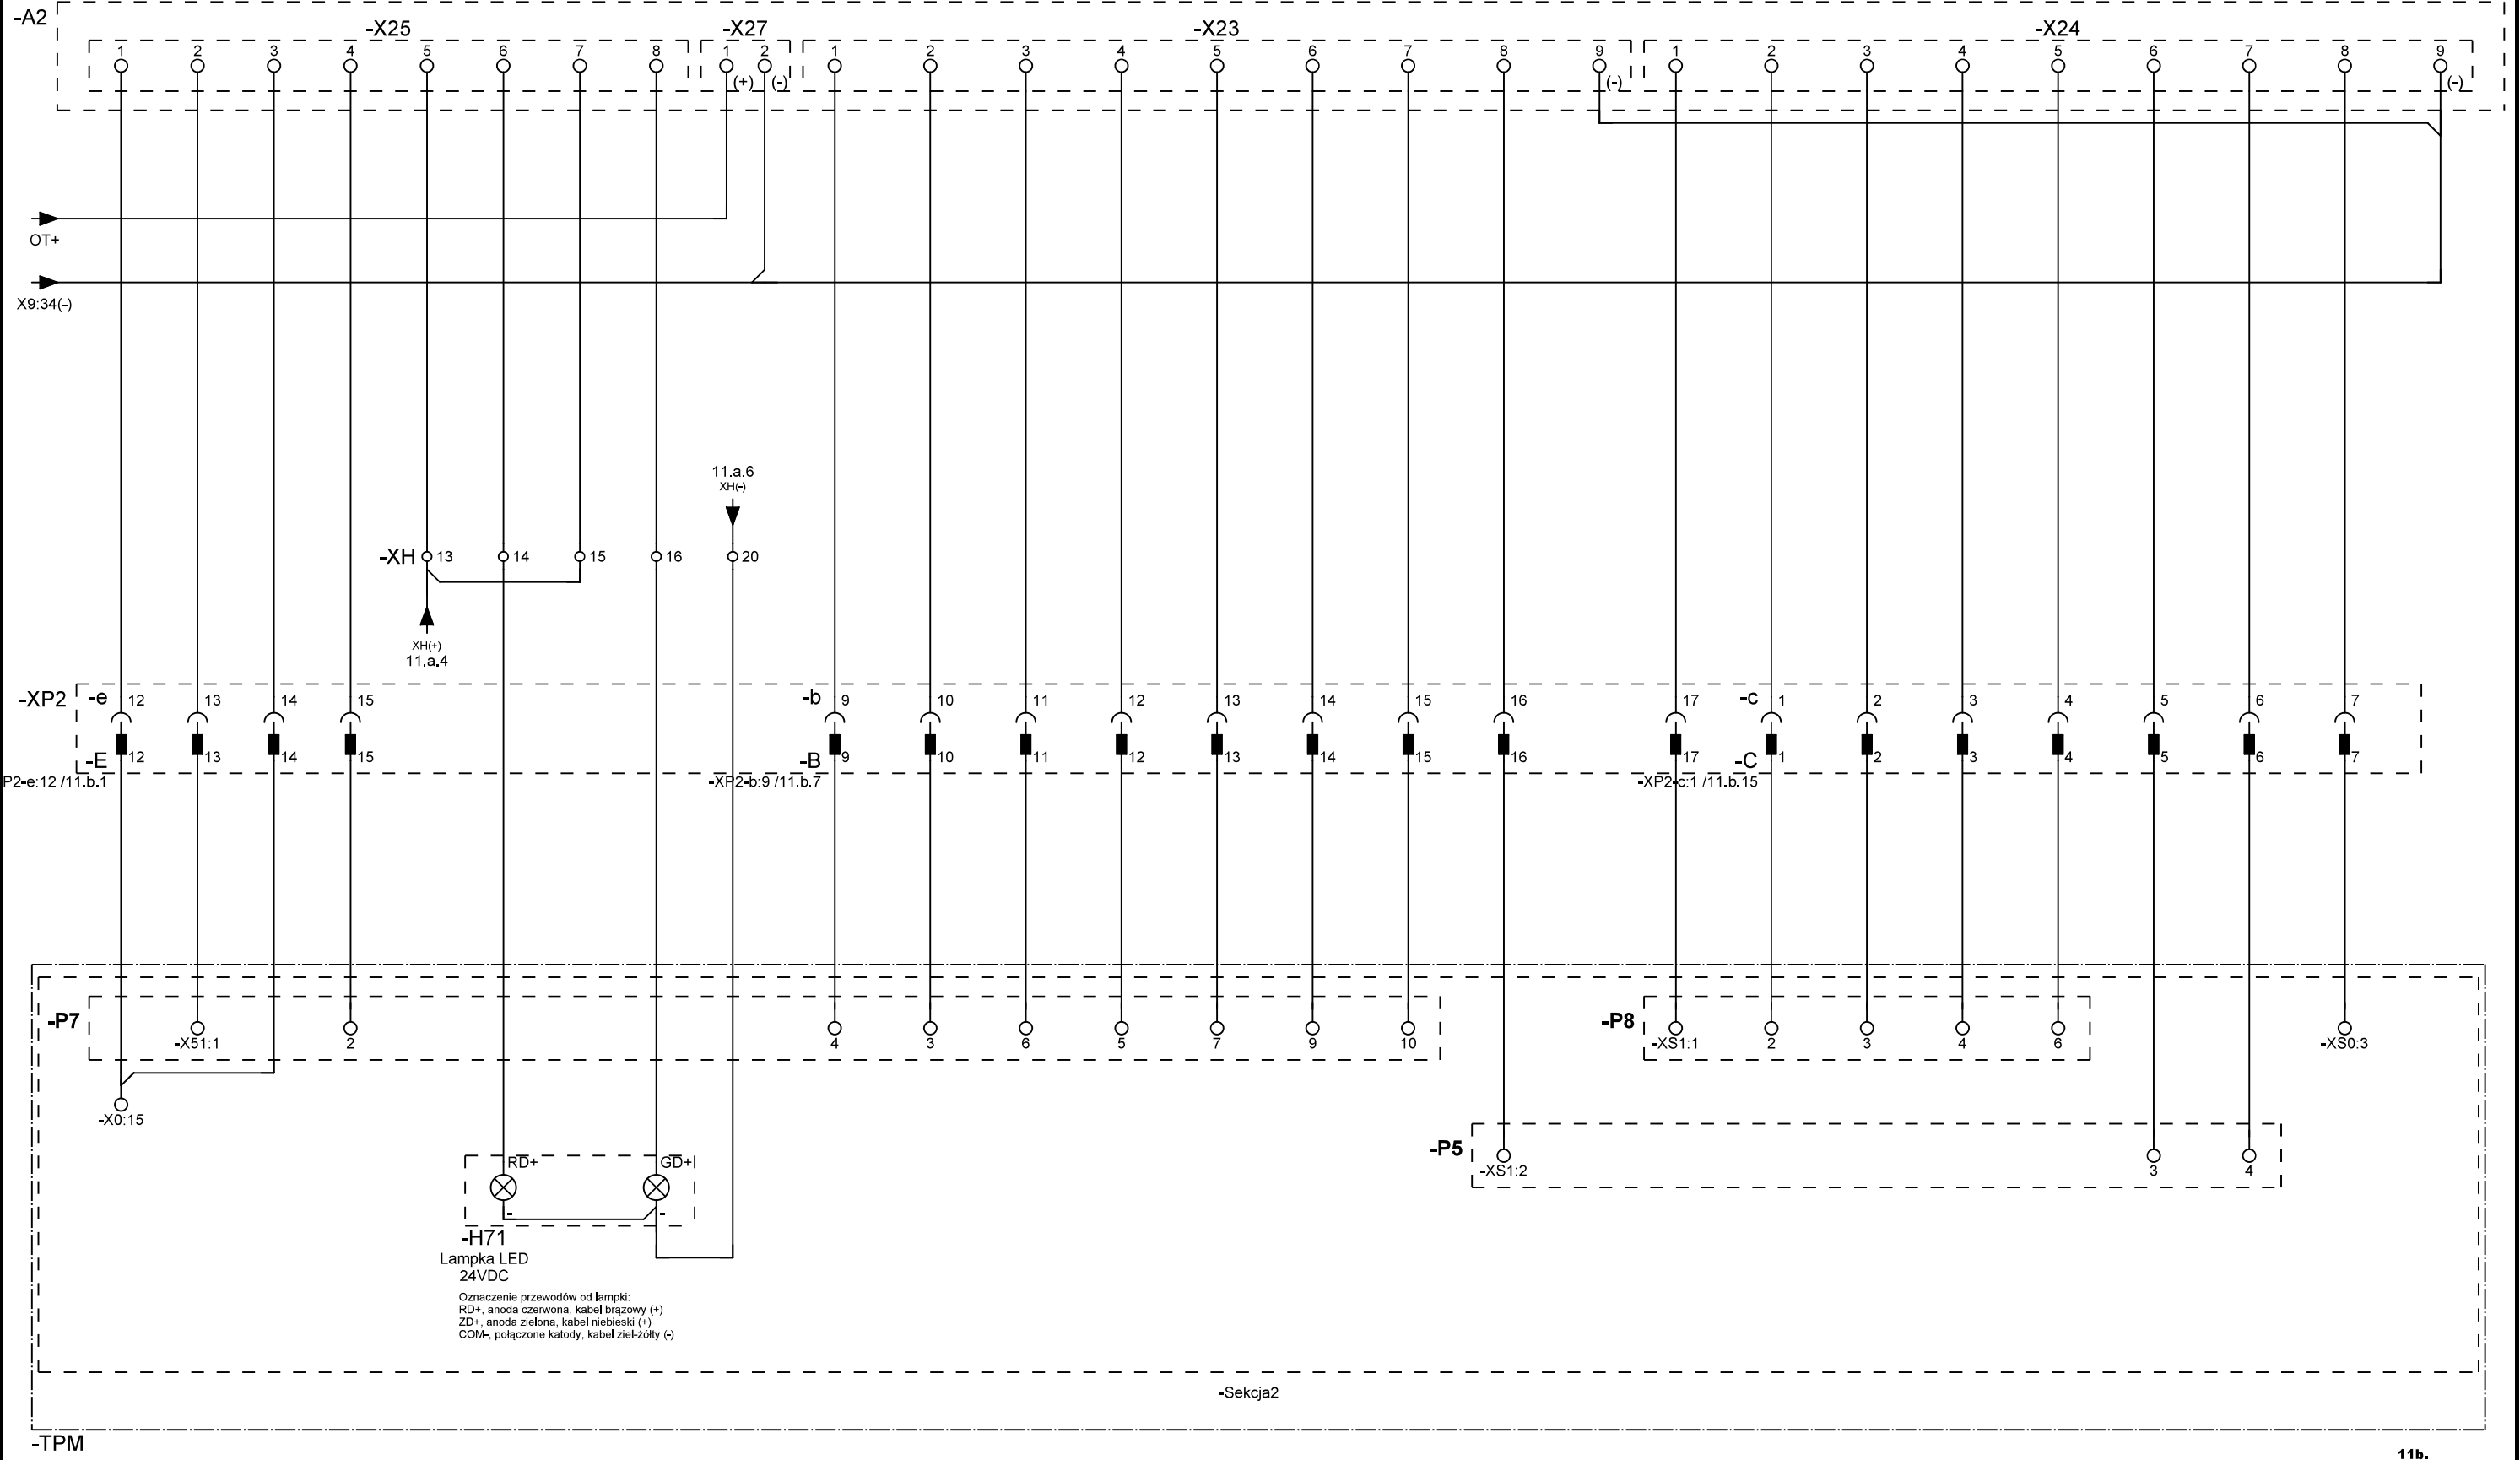 -A2
-X25 -X27 -X23 -X24
1 2 3 4 5 6 7 8 1 2 1 2 3 4 5 6 7 8 9 1 2 3 4 5 6 7 8 9
(+) (-) (-) (-)
OT+
X9:34(-)
11.a.6
XH(-)
-XH 13 14 15 16 20
XH(+)
11.a.4
-XP2 -e 12 13 14 15 -b 9 10 11 12 13 14 15 16 17 -c 1 2 3 4 5 6 7
-E 12 13 14 15 -B 9 10 11 12 13 14 15 16 17 -C 1 2 3 4 5 6 7
P2-e:12 /11.b.1 -XP2-b:9 /11.b.7 -XP2-c:1 /11.b.15
-P7 -P8
-X51:1 2 4 3 6 5 7 9 10 -XS1:1 2 3 4 6 -XS0:3
-X0:15
-P5
-XS1:2 3 4
RD+ GD+
- -
-H71
Lampka LED
24VDC
Oznaczenie przewodów od lampki:
RD+, anoda czerwona, kabel brązowy (+)
ZD+, anoda zielona, kabel niebieski (+)
COM-, połączone katody, kabel ziel-żółty (-)
-Sekcja2
-TPM
11b.